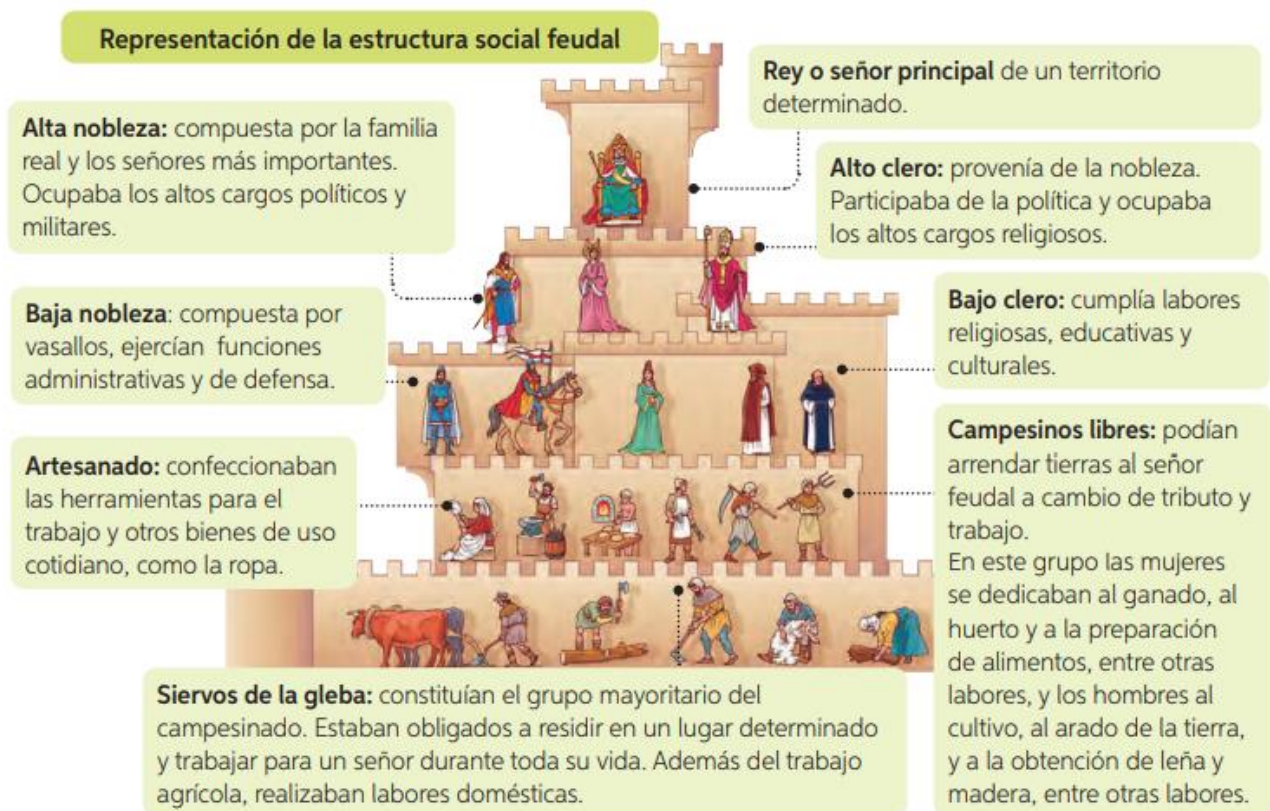 Representación de la estructura social feudal
Rey o señor principal de un territorio
determinado.
Alta nobleza: compuesta por la familia
real y los señores más importantes.
Ocupaba los altos cargos políticos y
militares.
Alto clero: provenía de la nobleza.
Participaba de la política y ocupaba
los altos cargos religiosos.
Baja nobleza: compuesta por
vasallos, ejercían funciones
administrativas y de defensa.
Bajo clero: cumplía labores
religiosas, educativas y
culturales.
Artesanado: confeccionaban
las herramientas para el
trabajo y otros bienes de uso
cotidiano, como la ropa.
Campesinos libres: podían
arrendar tierras al señor
feudal a cambio de tributo y
trabajo.
En este grupo las mujeres
se dedicaban al ganado, al
huerto y a la preparación
de alimentos, entre otras
labores, y los hombres al
cultivo, al arado de la tierra,
y a la obtención de leña y
madera, entre otras labores.
Siervos de la gleba: constituían el grupo mayoritario del
campesinado. Estaban obligados a residir en un lugar determinado
y trabajar para un señor durante toda su vida. Además del trabajo
agrícola, realizaban labores domésticas.